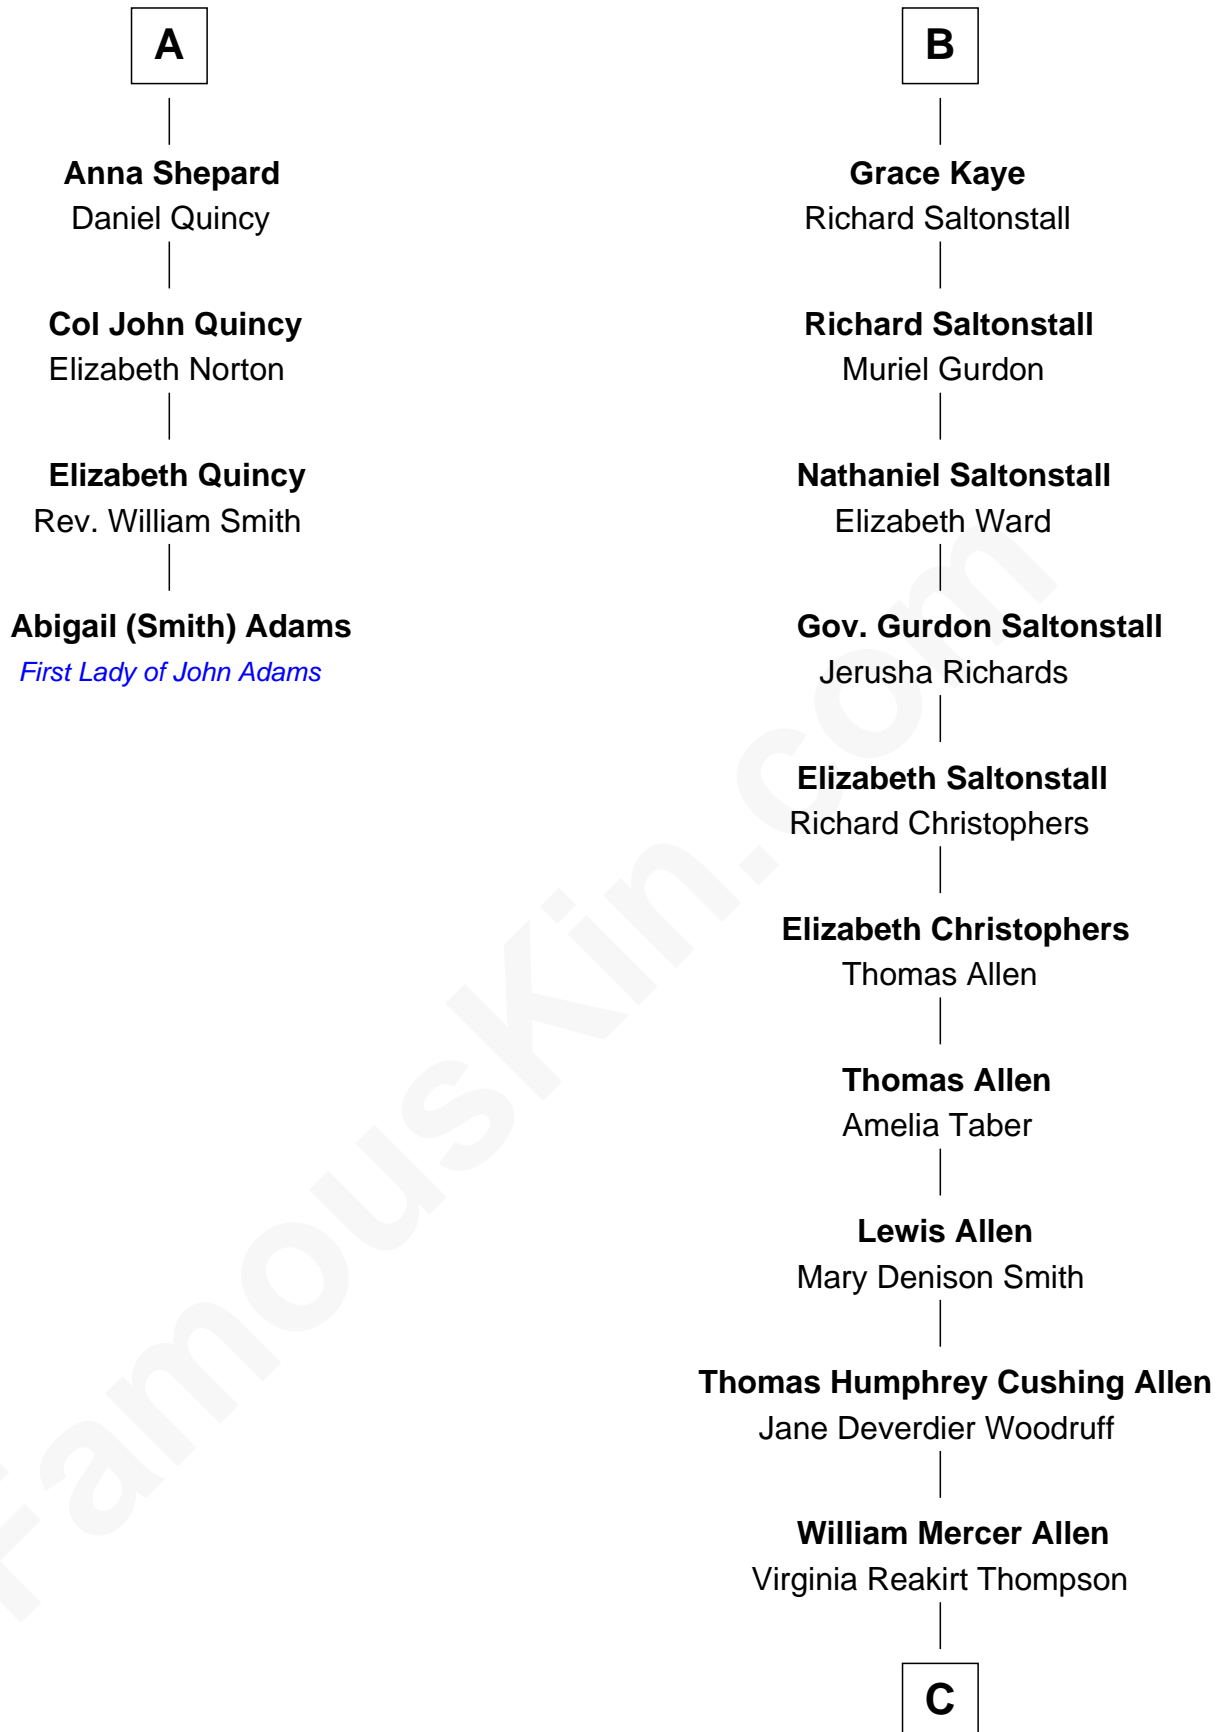 A
Anna Shepard
Daniel Quincy
Col John Quincy
Elizabeth Norton
Elizabeth Quincy
Rev. William Smith
Abigail (Smith) Adams
First Lady of John Adams
B
Grace Kaye
Richard Saltonstall
Richard Saltonstall
Muriel Gurdon
Nathaniel Saltonstall
Elizabeth Ward
Gov. Gurdon Saltonstall
Jerusha Richards
Elizabeth Saltonstall
Richard Christophers
Elizabeth Christophers
Thomas Allen
Thomas Allen
Amelia Taber
Lewis Allen
Mary Denison Smith
Thomas Humphrey Cushing Allen
Jane Deverdier Woodruff
William Mercer Allen
Virginia Reakirt Thompson
C
FamousKin.com